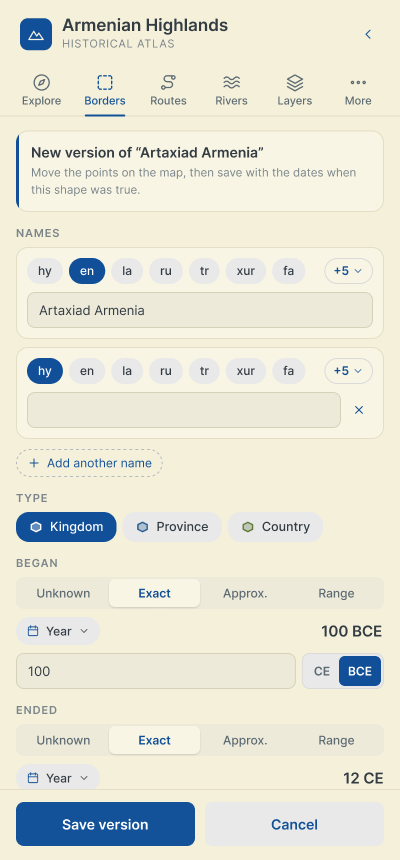 Armenian Highlands
HISTORICAL ATLAS
Explore Borders Routes Rivers Layers More
New version of “Artaxiad Armenia”
Move the points on the map, then save with the dates when
this shape was true.
NAMES
hy en la ru tr xur fa +5
Artaxiad Armenia
hy en la ru tr xur fa +5
Add another name
TYPE
Kingdom Province Country
BEGAN
Unknown Exact Approx. Range
Year 100 BCE
100 CE BCE
ENDED
Unknown Exact Approx. Range
Year 12 CE
Save version Cancel